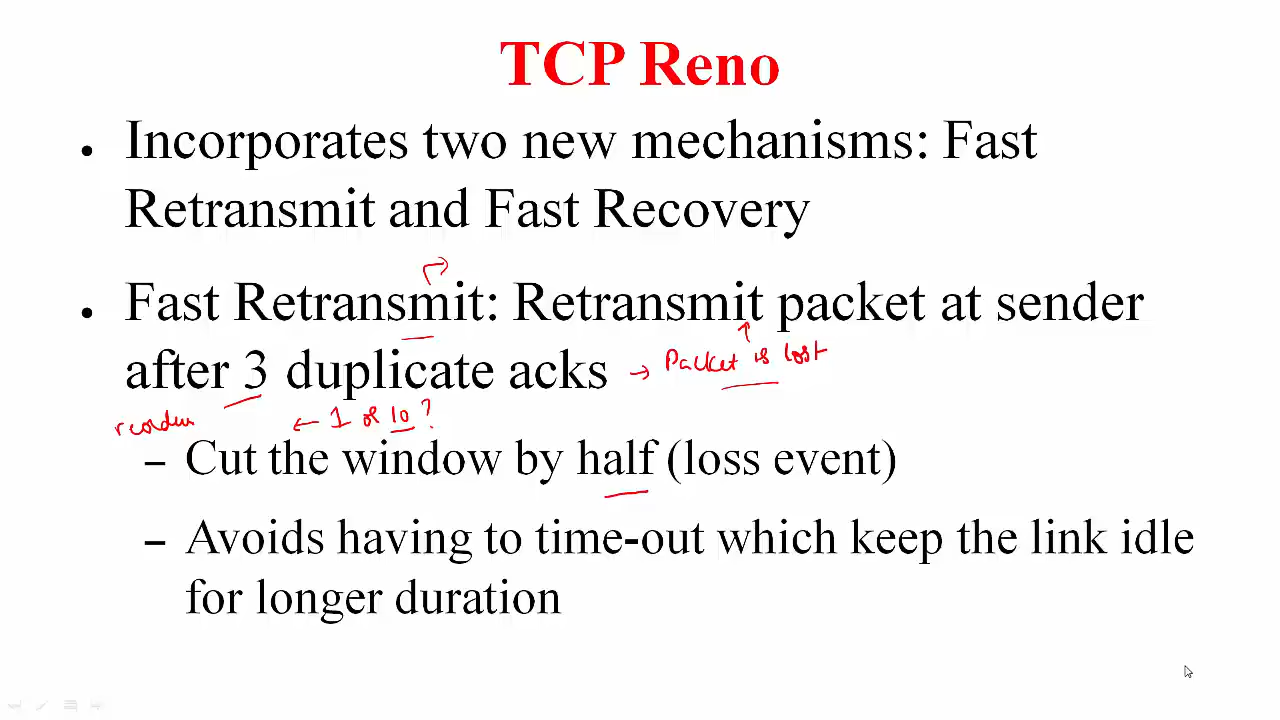 TCP Reno
• Incorporates two new mechanisms: Fast
Retransmit and Fast Recovery
• Fast Retransmit: Retransmit packet at sender
after 3 duplicate acks → Packet is lost
← 1 or 10 ?
– Cut the window by half (loss event)
– Avoids having to time-out which keep the link idle
for longer duration